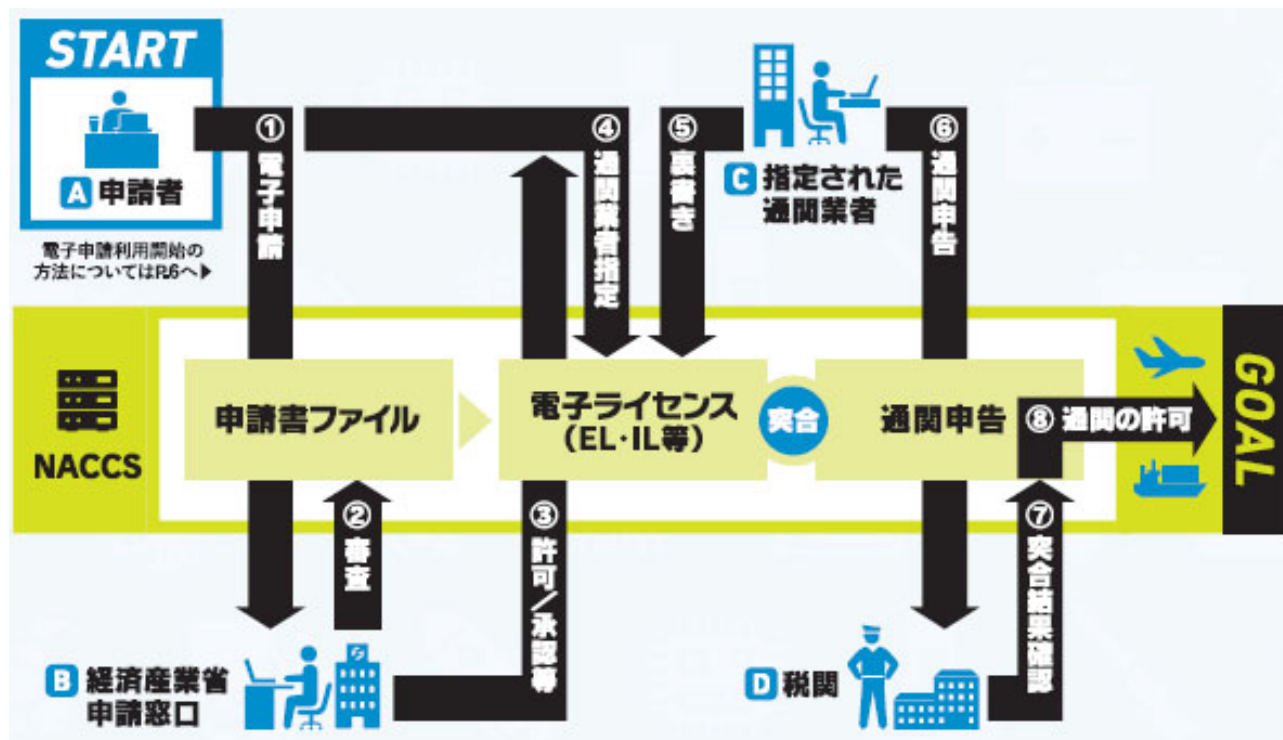 START
A 申請者
電子申請利用開始の
方法についてはP.6へ▶
①電子申請
④通関業者指定
⑤裏書き
C 指定された
通関業者
⑥通関申告
NACCS
申請書ファイル
電子ライセンス
(EL・IL等)
突合
通関申告
⑧通関の許可
GOAL
②審査
③許可/承認等
⑦突合結果確認
B 経済産業省
申請窓口
D 税関